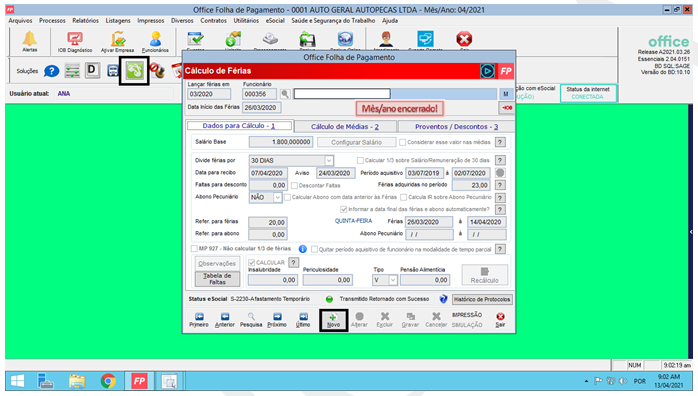 Office Folha de Pagamento - 0001 AUTO GERAL AUTOPECAS LTDA - Mês/Ano: 04/2021
Arquivos Processos Relatórios Listagens Impressos Diversos Contratos Utilitários eSocial Saúde e Segurança do Trabalho Ajuda
Alertas IOB Diagnóstico Ativar Empresa Funcionários
office
Release A2021.03.26
Essenciais 2.04.0151
BD SQL SAGE
Versão do BD:10.10
Soluções
Usuário atual: ANA
ção com eSocial
UÇÃO)
Status da internet
CONECTADA
Office Folha de Pagamento
Cálculo de Férias
FP
Lançar férias em Funcionário
03/2020 000356 M
Data Início das Férias 26/03/2020
Mês/ano encerrado!
Dados para Cálculo - 1 Cálculo de Médias - 2 Proventos / Descontos - 3
Salário Base 1.800,000000 Configurar Salário Considerar esse valor nas médias ?
Divide férias por 30 DIAS Calcular 1/3 sobre Salário/Remuneração de 30 dias ?
Data para recibo 07/04/2020 Aviso 24/03/2020 Período aquisitivo 03/07/2019 à 02/07/2020
Faltas para desconto 0,00 Descontar Faltas Férias adquiridas no período 23,00 ?
Abono Pecuniário NÃO Calcular Abono com data anterior às Férias Calcula IR sobre Abono Pecuniário ?
Informar a data final das férias e abono automaticamente? ?
Refer. para férias 20,00 QUINTA-FEIRA Férias 26/03/2020 à 14/04/2020
Refer. para abono 0,00 Abono Pecuniário / / à / /
MP 927 - Não calcular 1/3 de férias Quitar período aquisitivo de funcionário na modalidade de tempo parcial ?
Observações CALCULAR ?
Tabela de Faltas
Insalubridade Periculosidade Tipo Pensão Alimentícia
0,00 0,00 V 0,00 Recálculo
Status eSocial S-2230-Afastamento Temporário Transmitido Retornado com Sucesso Histórico de Protocolos
Primeiro Anterior Pesquisa Próximo Último Novo Alterar Excluir Gravar Cancelar IMPRESSÃO SIMULAÇÃO Sair
NUM 9:02:19 am
FP
POR
9:02 AM
13/04/2021